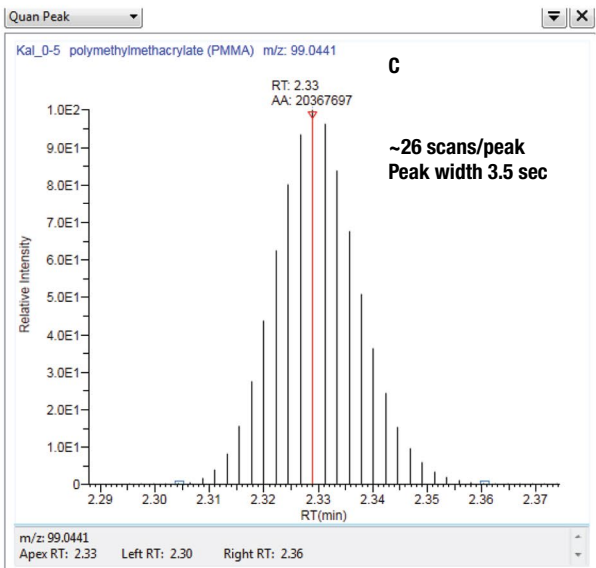 Quan Peak
Kal_0-5 polymethylmethacrylate (PMMA) m/z: 99.0441
C
RT: 2.33
AA: 20367697
~26 scans/peak
Peak width 3.5 sec
Relative Intensity
1.0E2
9.0E1
8.0E1
7.0E1
6.0E1
5.0E1
4.0E1
3.0E1
2.0E1
1.0E1
0
2.29 2.30 2.31 2.32 2.33 2.34 2.35 2.36 2.37
RT(min)
m/z: 99.0441
Apex RT: 2.33 Left RT: 2.30 Right RT: 2.36